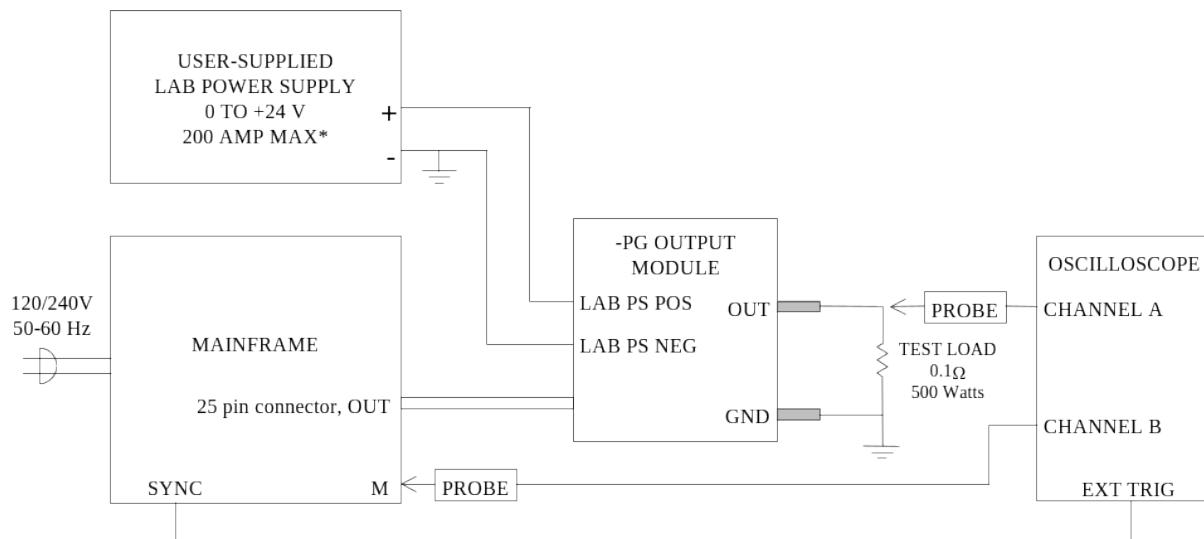 USER-SUPPLIED
LAB POWER SUPPLY
0 TO +24 V
200 AMP MAX*
+
-
120/240V
50-60 Hz
MAINFRAME
25 pin connector, OUT
SYNC
M
PROBE
-PG OUTPUT
MODULE
LAB PS POS
OUT
LAB PS NEG
GND
TEST LOAD
0.1Ω
500 Watts
PROBE
OSCILLOSCOPE
CHANNEL A
CHANNEL B
EXT TRIG